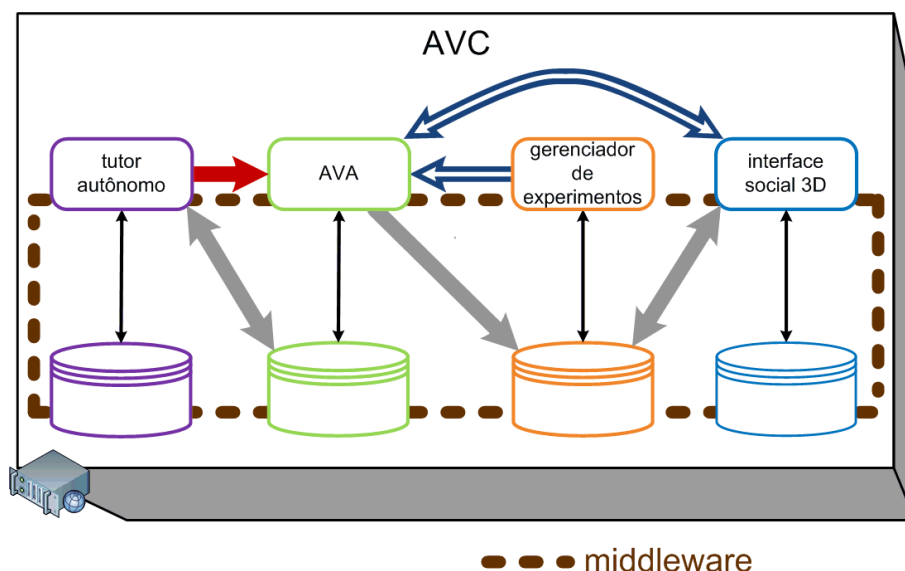 AVC
tutor
autônomo
AVA
gerenciador
de
experimentos
interface
social 3D
middleware